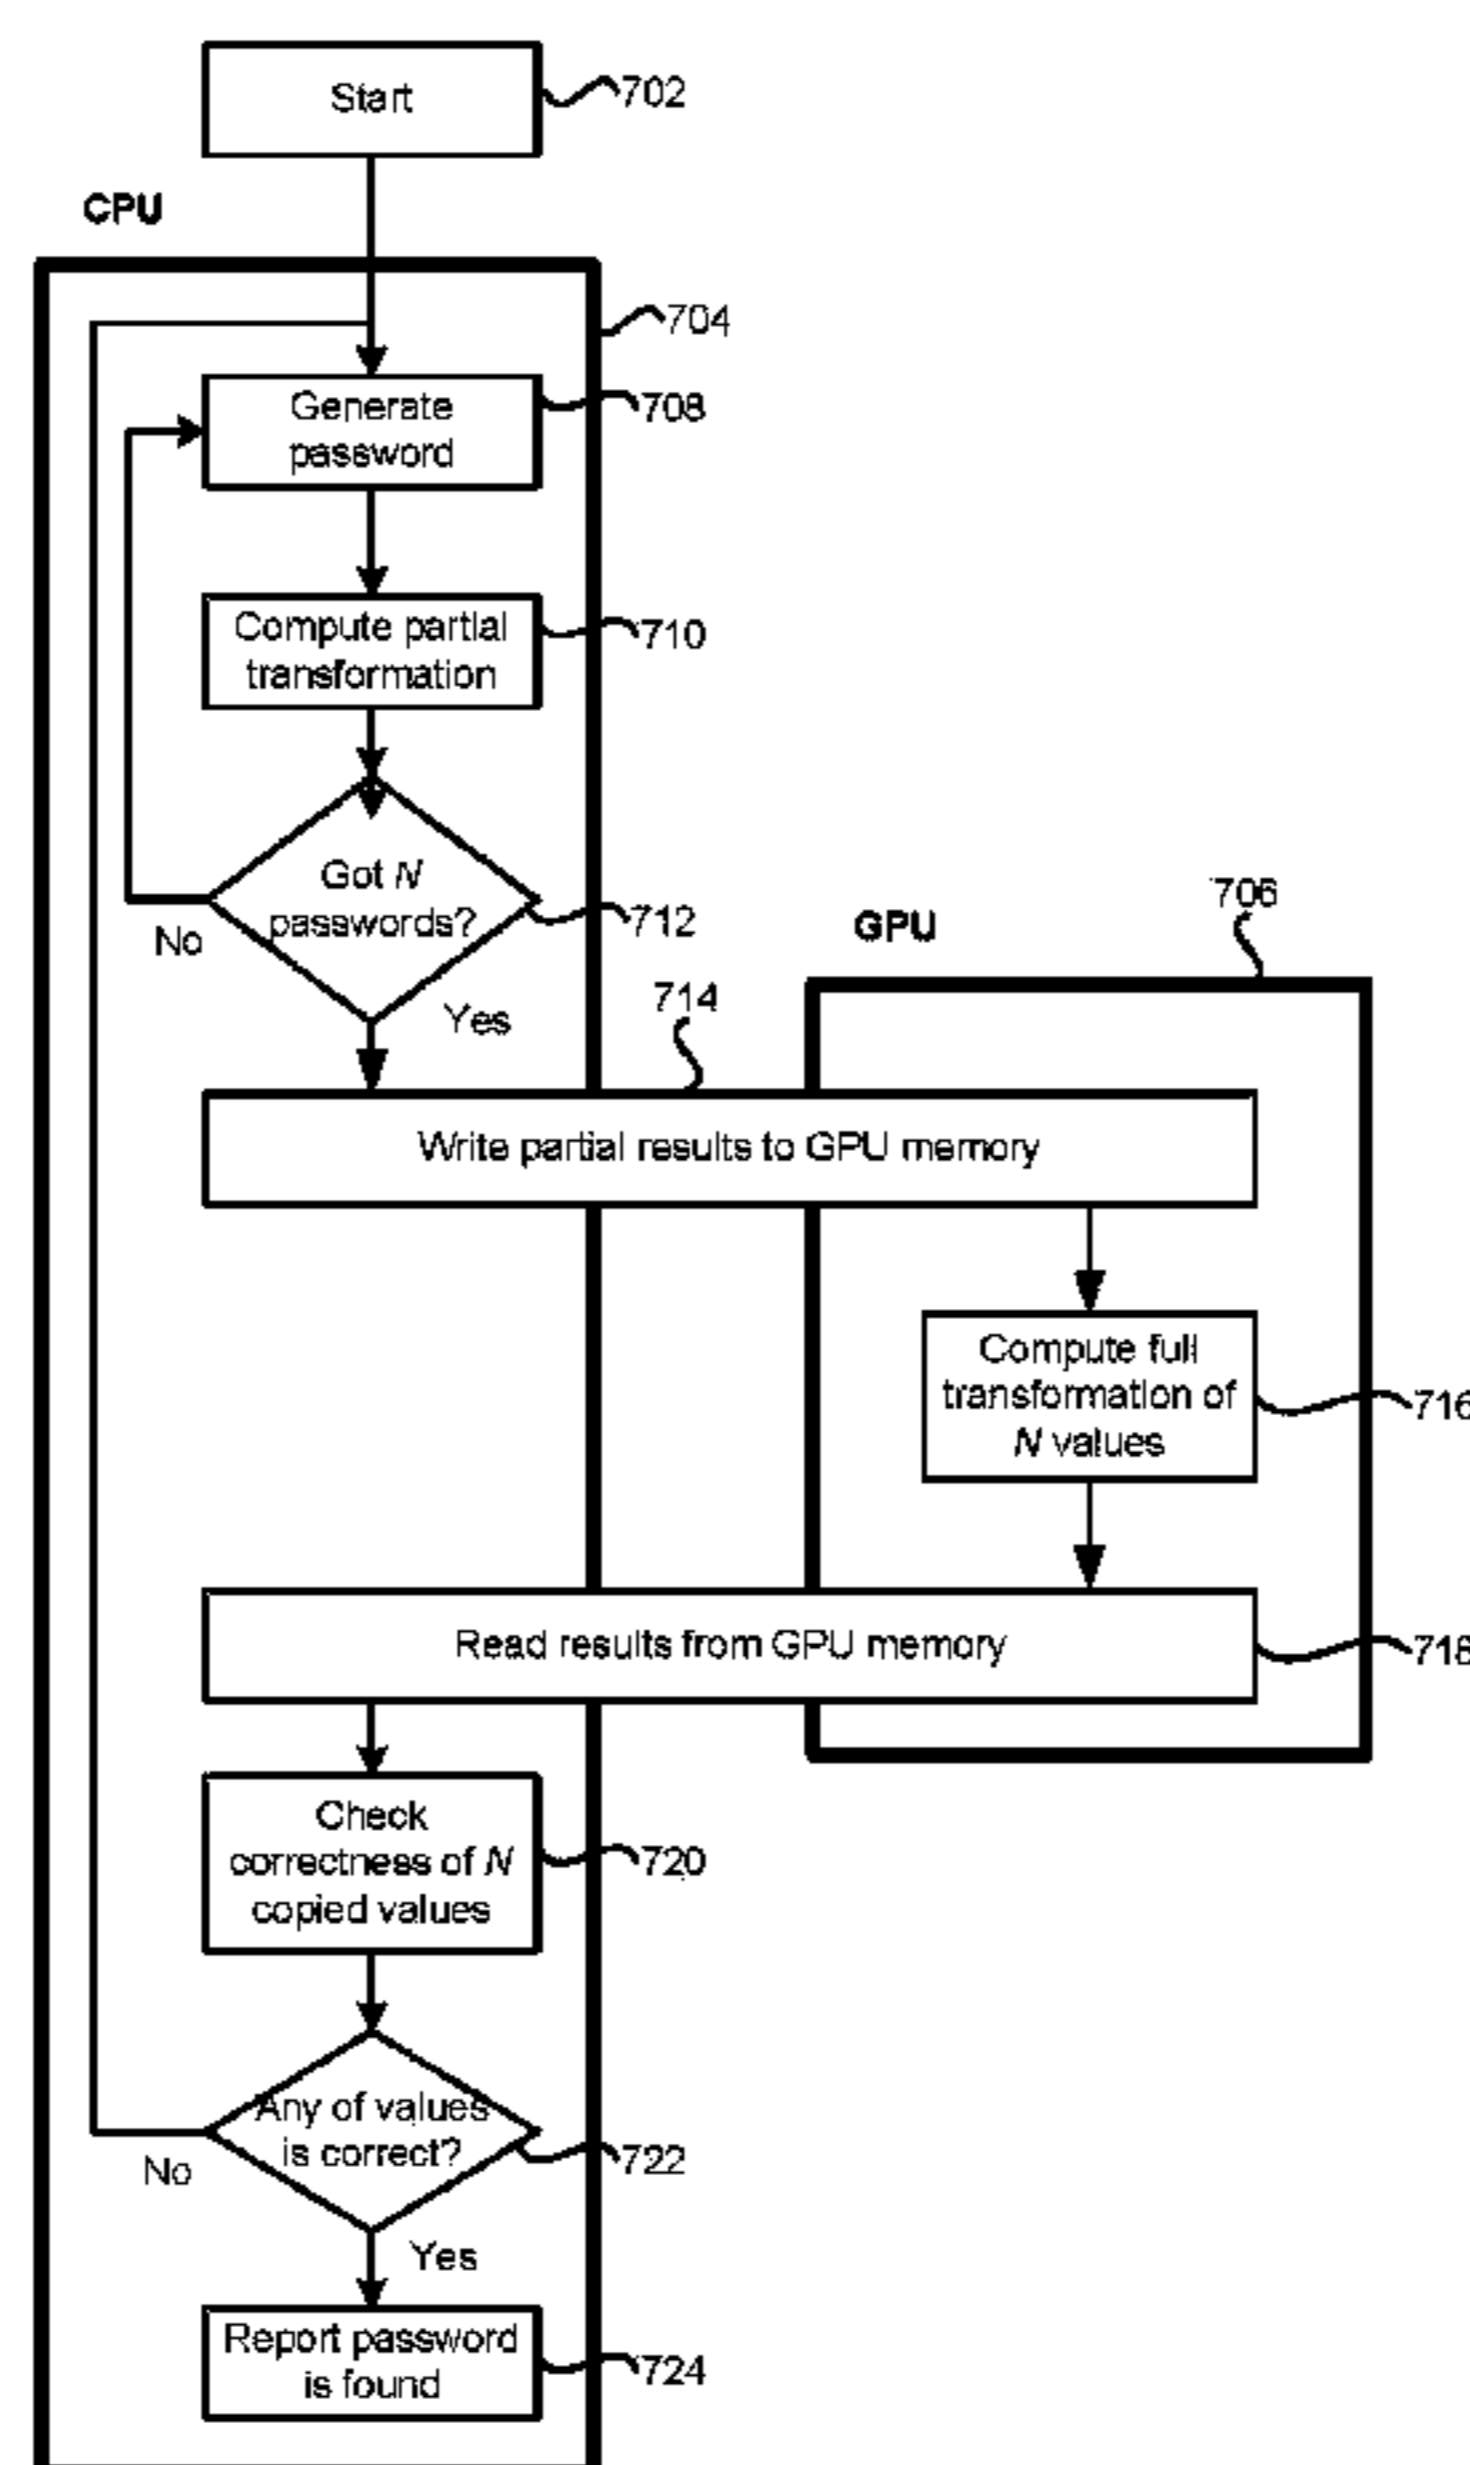 Start
702
CPU
704
Generate
password
708
Compute partial
transformation
710
Got N
passwords?
712
No
Yes
GPU
706
714
Write partial results to GPU memory
Compute full
transformation of
N values
716
Read results from GPU memory
718
Check
correctness of N
copied values
720
Any of values
is correct?
722
No
Yes
Report password
is found
724